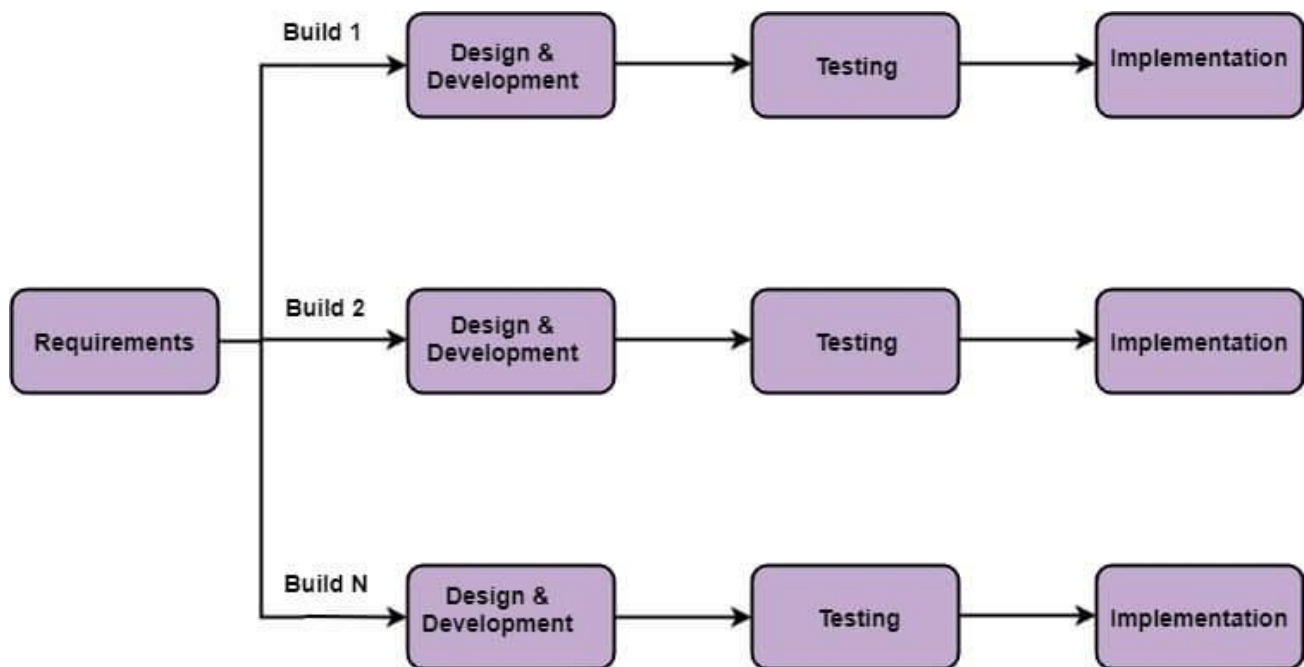 Build 1
Design &
Development
Testing
Implementation
Requirements
Build 2
Design &
Development
Testing
Implementation
Build N
Design &
Development
Testing
Implementation